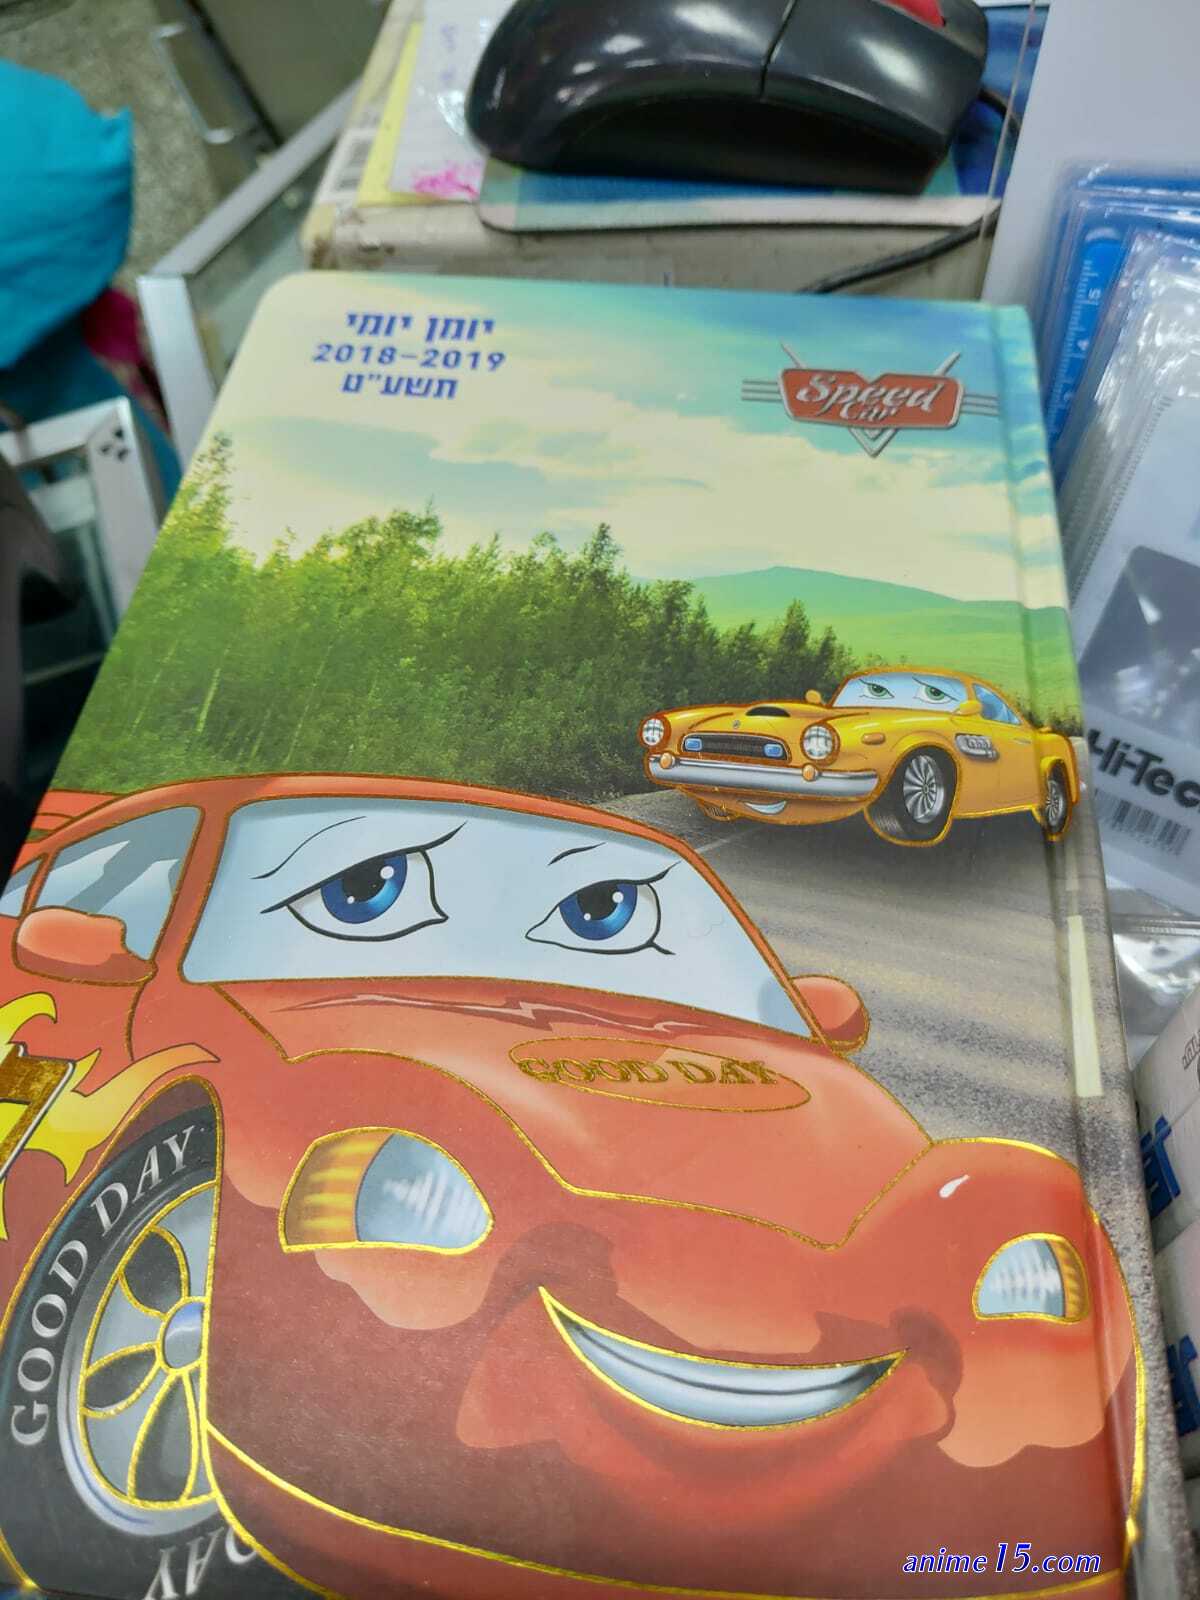 יומן יומי
2018-2019
תשע"ט
Speed
Car
GOOD DAY
GOOD DAY
Hi-Tec
anime15.com